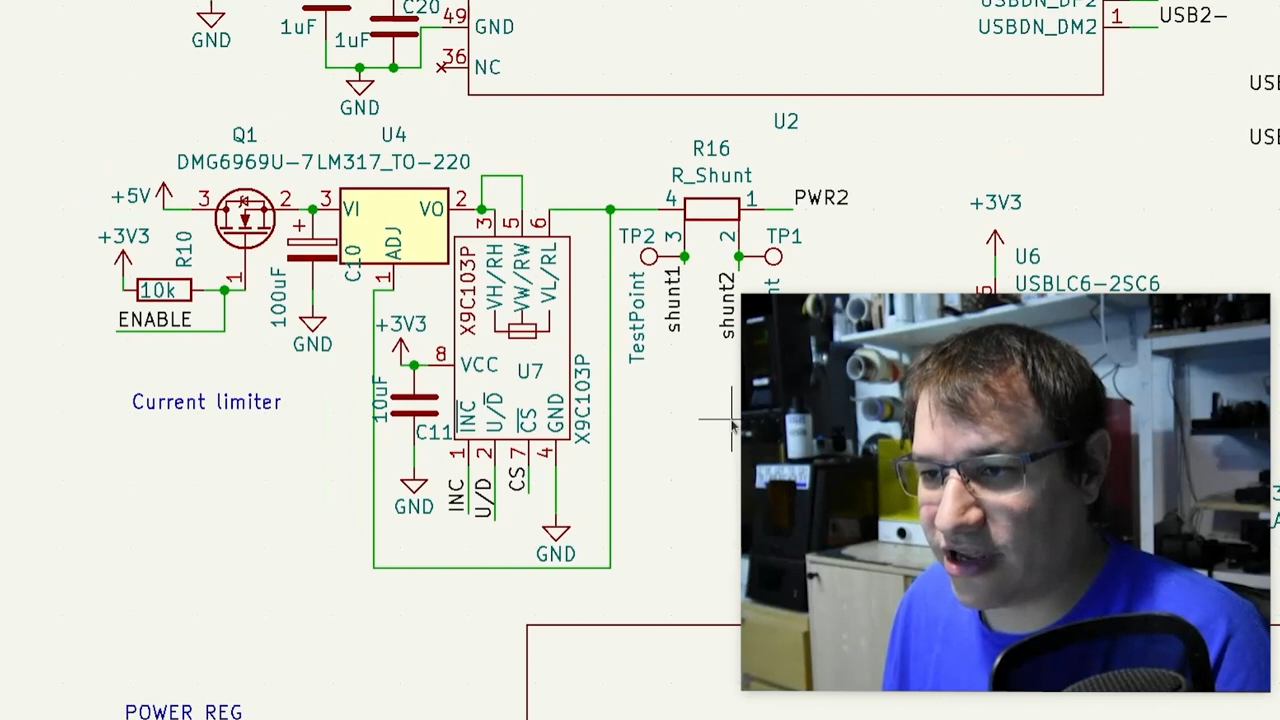 C20
1uF
1uF
GND
GND
49
GND
36
NC
USBDN_DM2
1
USB2-
U2
Q1
U4
DMG6969U-7
LM317_TO-220
+5V
3
2
3
VI
VO
2
ADJ
1
+3V3
R10
10k
1
ENABLE
+
100uF
C10
GND
3
5
6
VH/RH
VW/RW
VL/RL
X9C103P
+3V3
8
VCC
U7
X9C103P
10uF
C11
GND
INC
U/D
CS
GND
1
2
7
4
INC
U/D
CS
GND
R16
R_Shunt
4
1
PWR2
TP2
3
2
TP1
TestPoint
shunt1
shunt2
+3V3
U6
USBLC6-2SC6
Current limiter
POWER REG